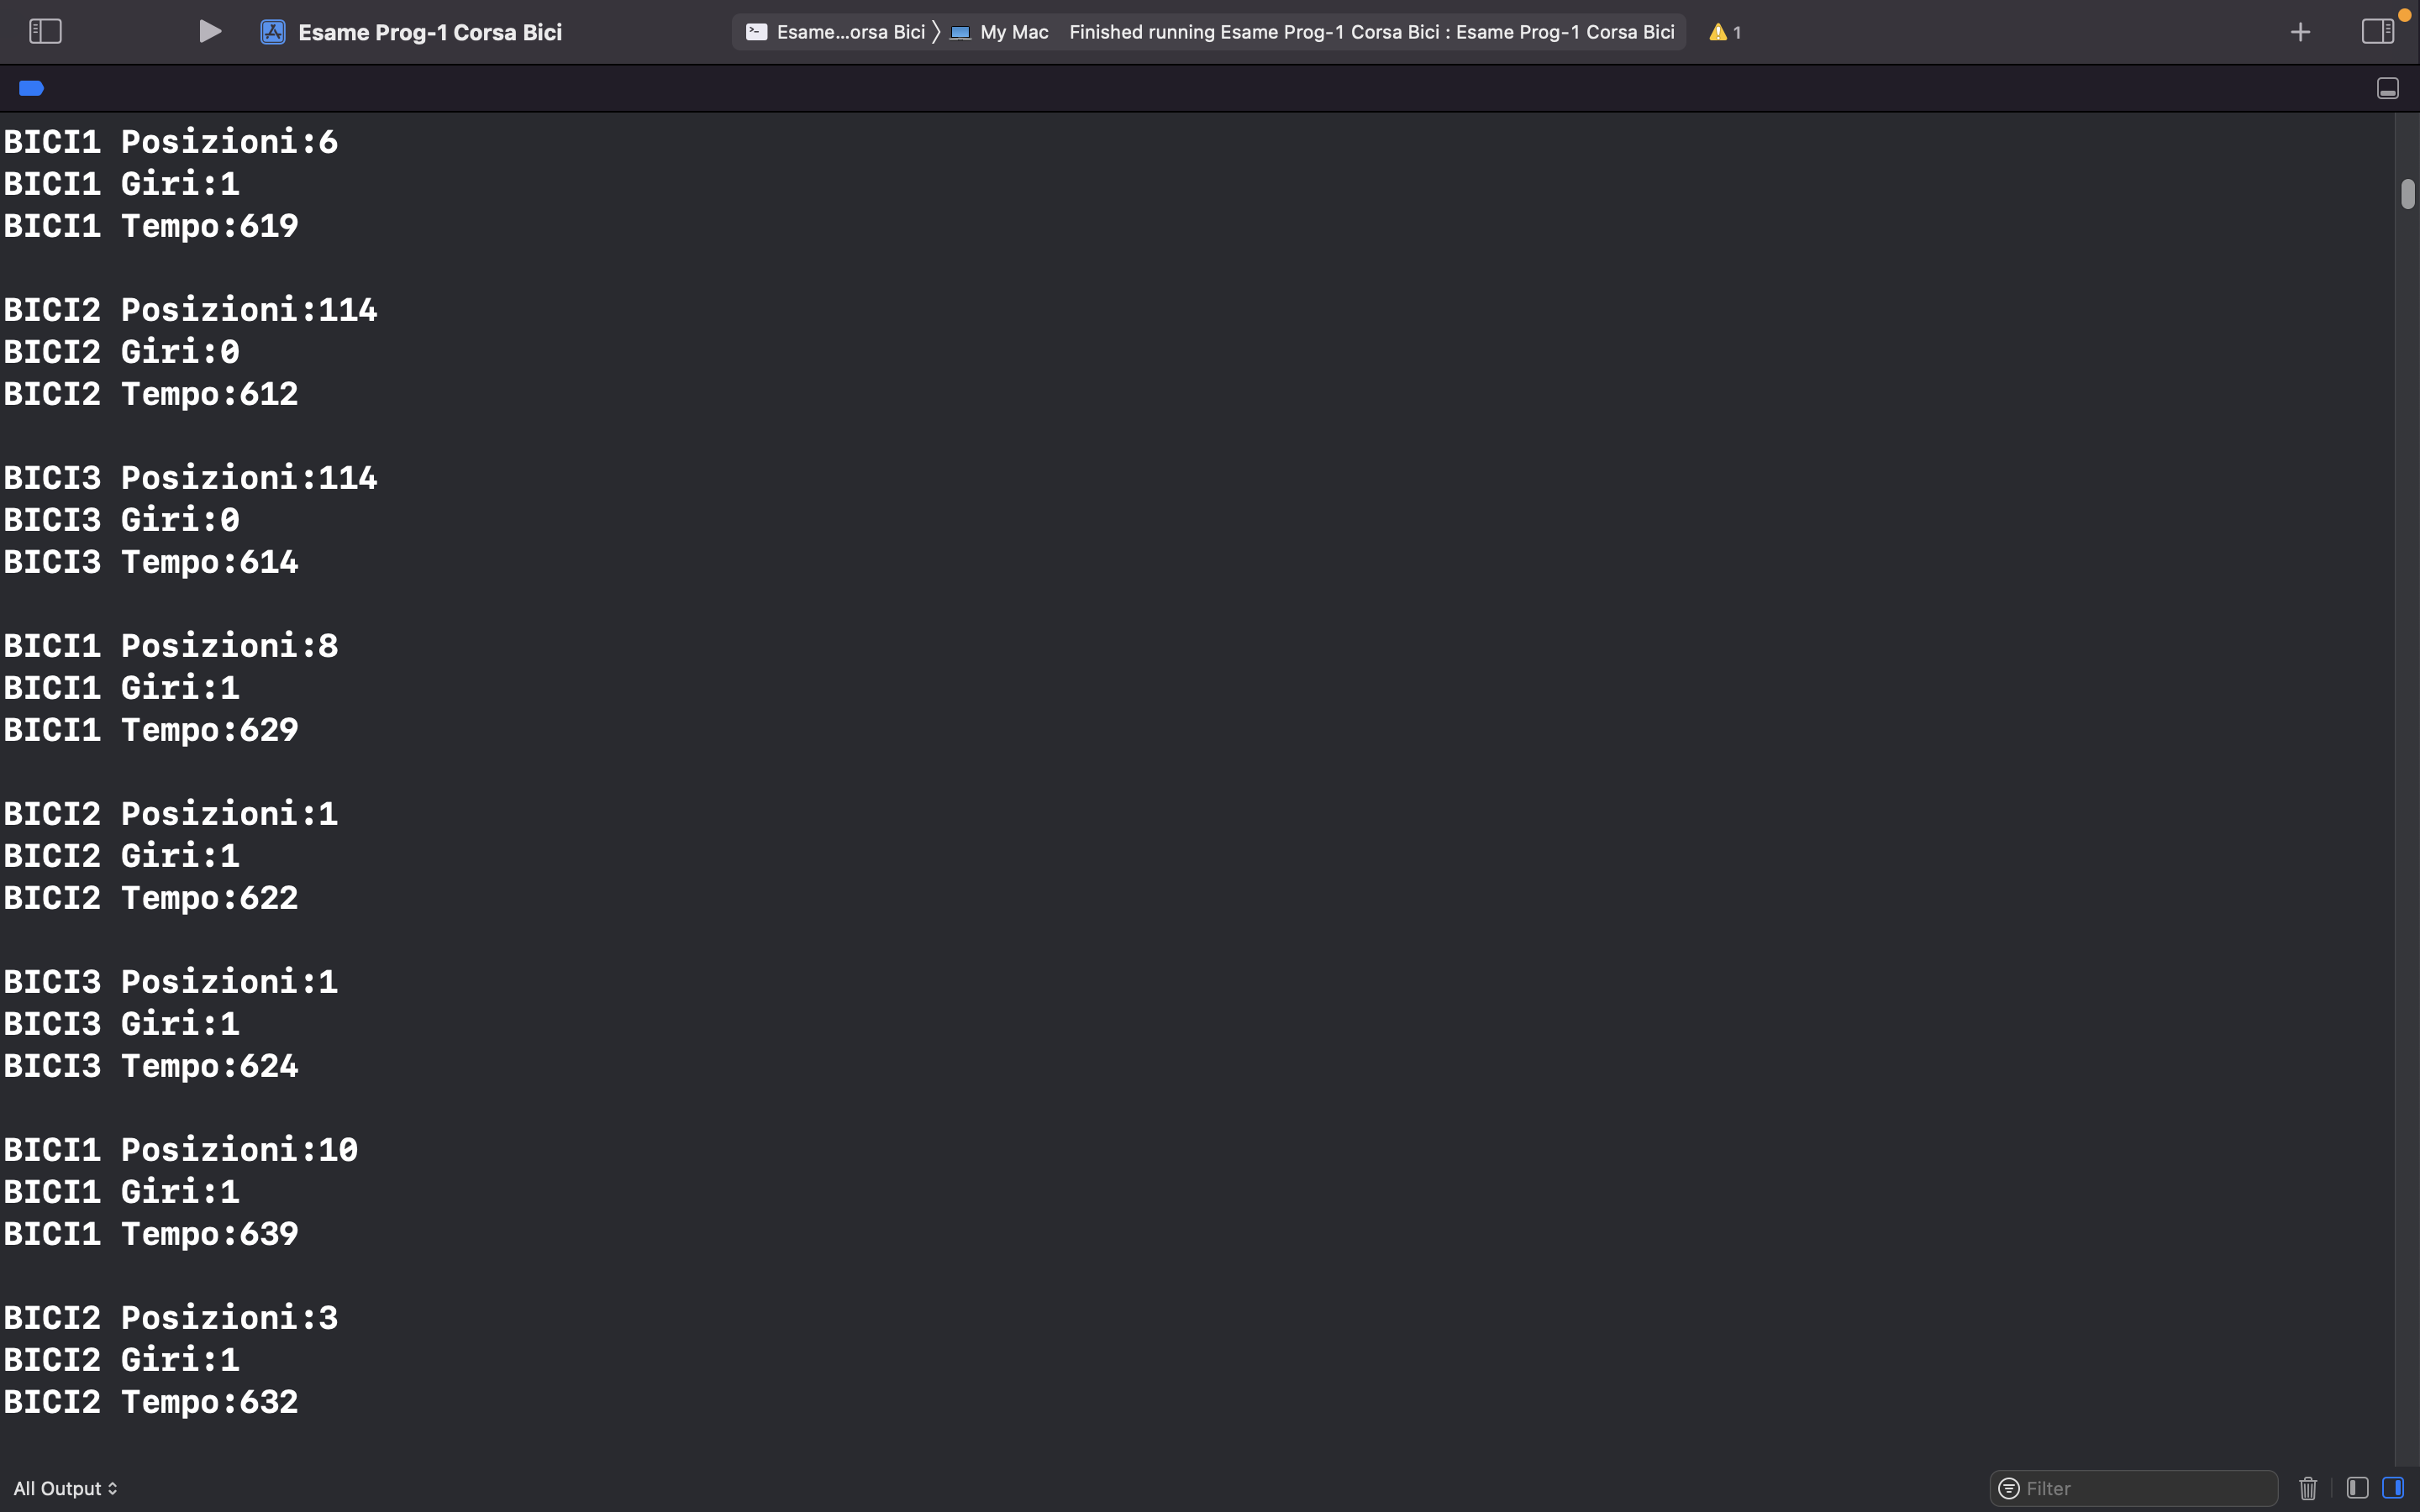 Esame Prog-1 Corsa Bici
Esame...orsa Bici 〉 My Mac Finished running Esame Prog-1 Corsa Bici : Esame Prog-1 Corsa Bici
1
BICI1 Posizioni:6
BICI1 Giri:1
BICI1 Tempo:619
BICI2 Posizioni:114
BICI2 Giri:0
BICI2 Tempo:612
BICI3 Posizioni:114
BICI3 Giri:0
BICI3 Tempo:614
BICI1 Posizioni:8
BICI1 Giri:1
BICI1 Tempo:629
BICI2 Posizioni:1
BICI2 Giri:1
BICI2 Tempo:622
BICI3 Posizioni:1
BICI3 Giri:1
BICI3 Tempo:624
BICI1 Posizioni:10
BICI1 Giri:1
BICI1 Tempo:639
BICI2 Posizioni:3
BICI2 Giri:1
BICI2 Tempo:632
All Output
Filter